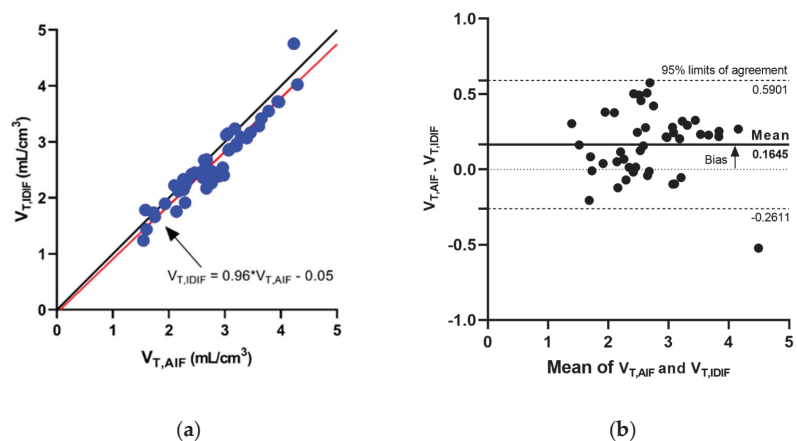 (a)
5
4
3
2
1
0
V_T,IDIF (mL/cm³)
0 1 2 3 4 5
V_T,AIF (mL/cm³)
V_T,IDIF = 0.96*V_T,AIF - 0.05
(b)
1.0
0.5
0.0
-0.5
-1.0
V_T,AIF - V_T,IDIF
95% limits of agreement
0.5901
Mean
0.1645
Bias
-0.2611
0 1 2 3 4 5
Mean of V_T,AIF and V_T,IDIF
(a) (b)